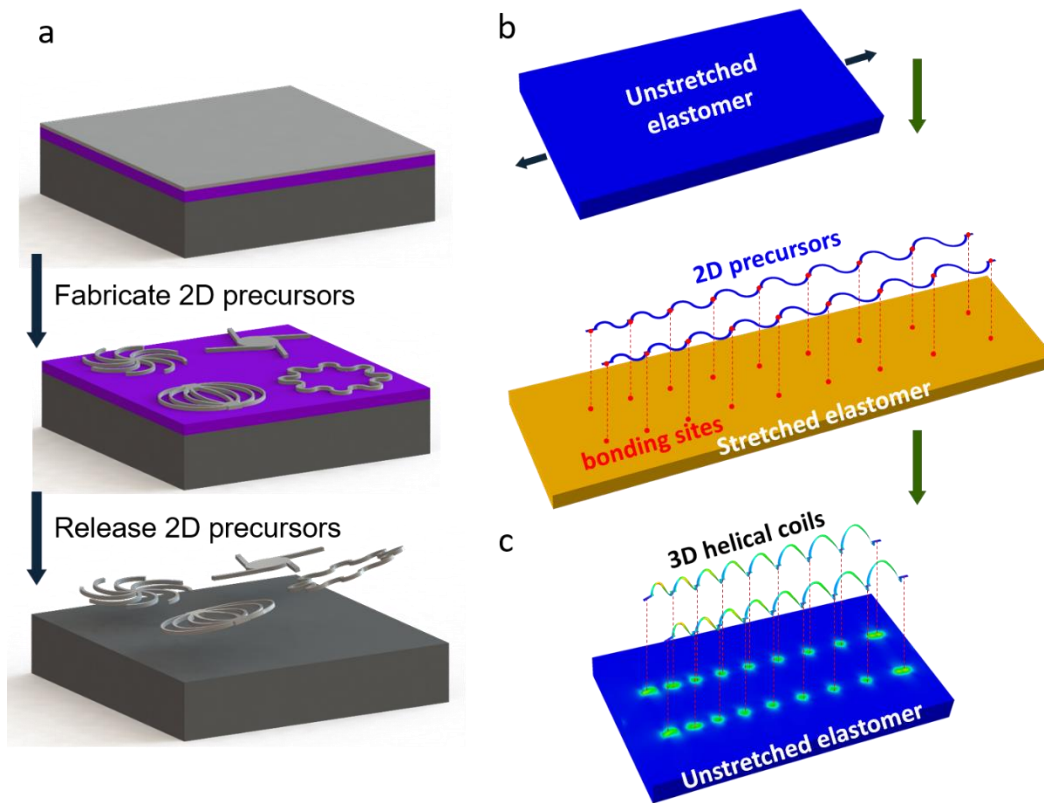 a
Fabricate 2D precursors
Release 2D precursors
b
Unstretched
elastomer
2D precursors
bonding sites
Stretched elastomer
c
3D helical coils
Unstretched elastomer